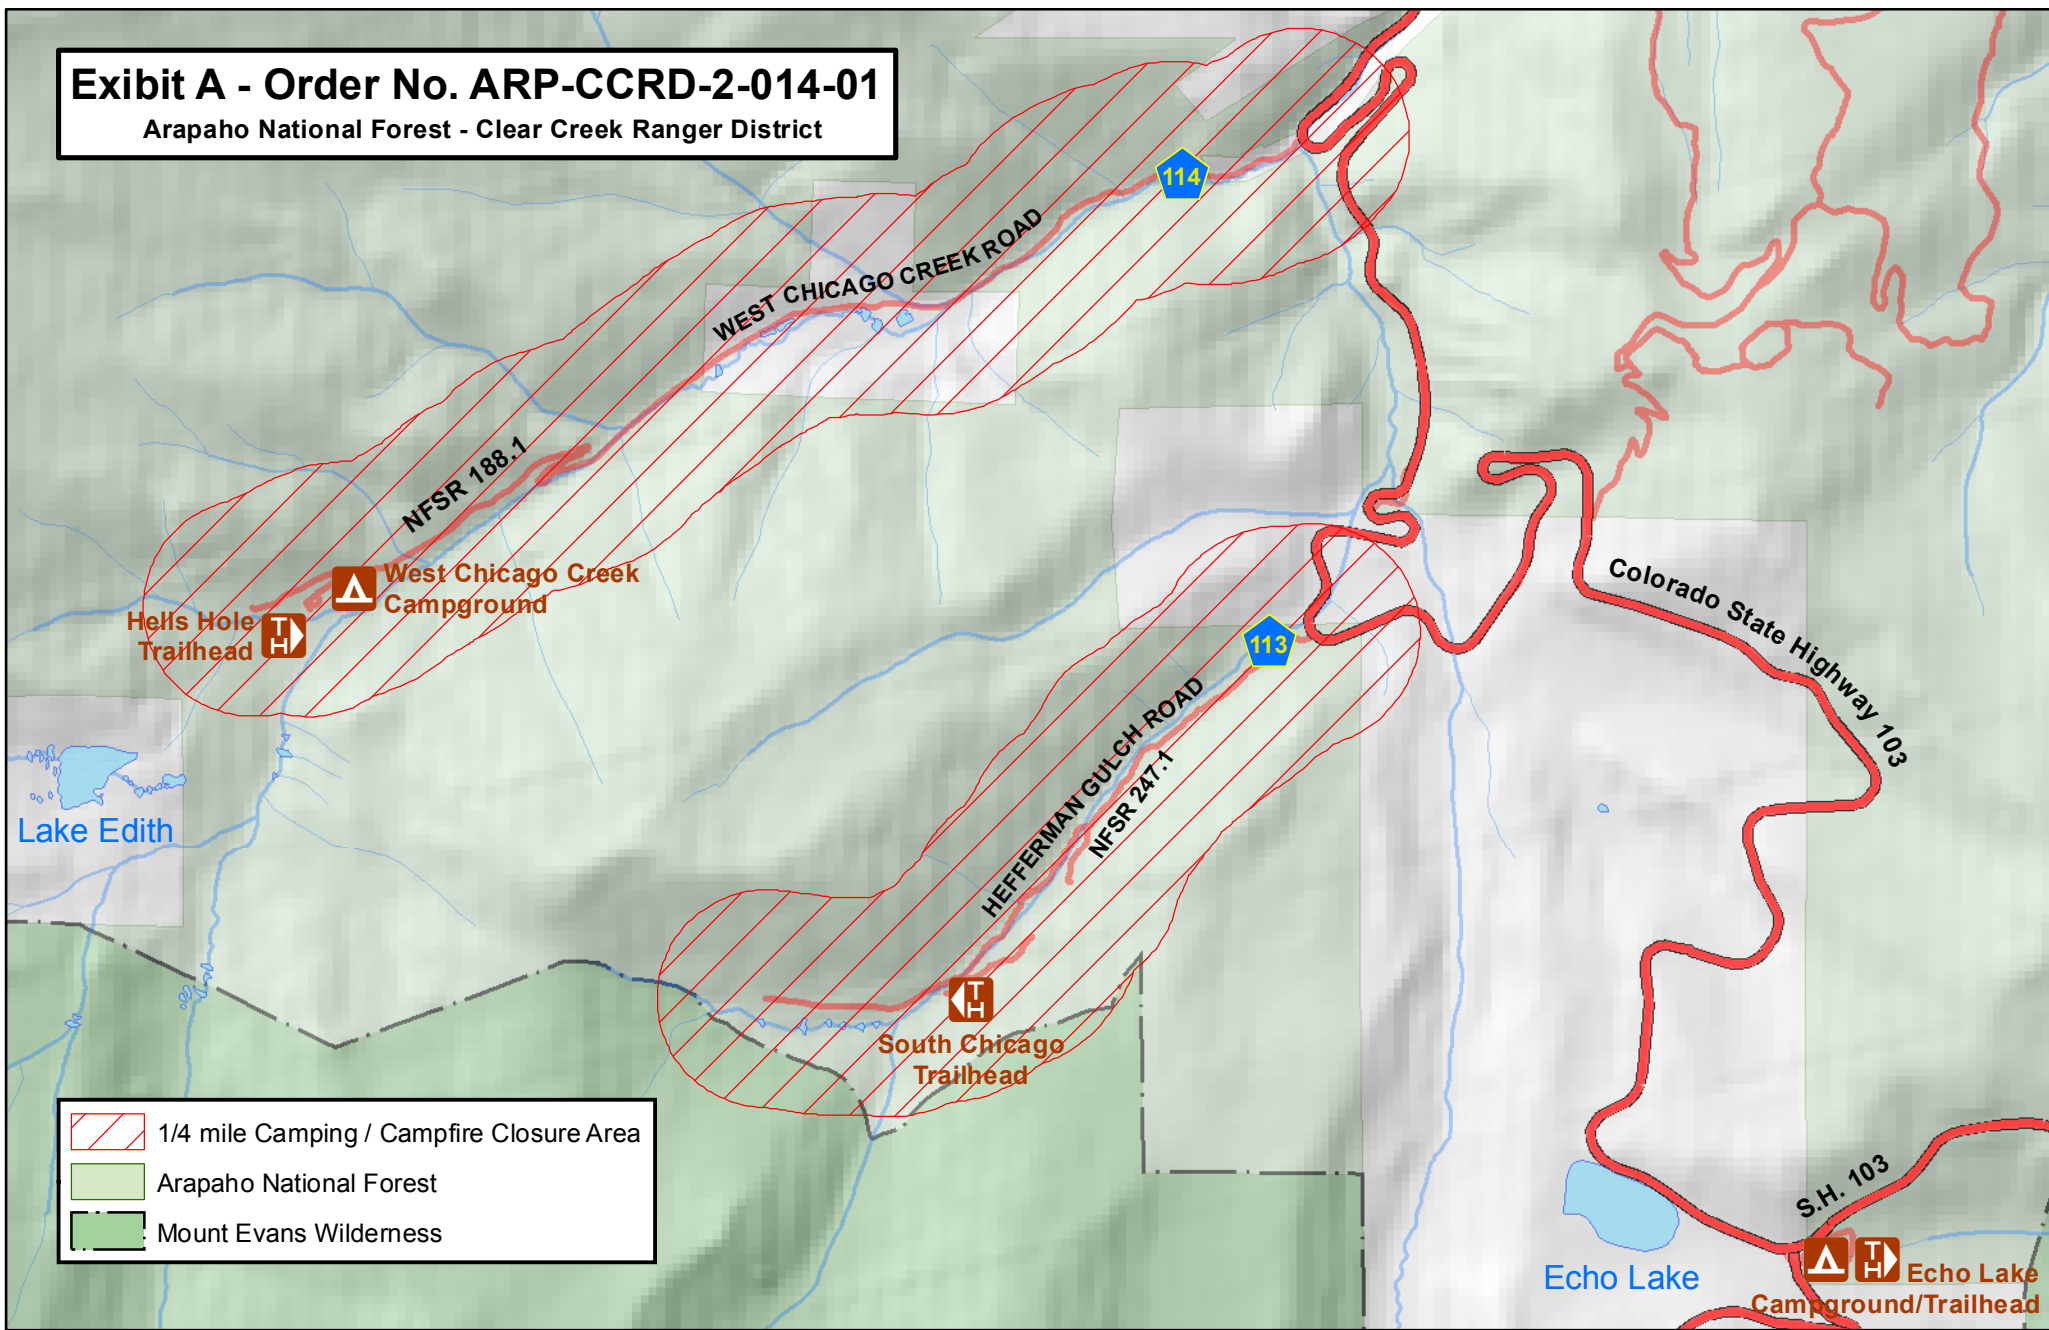 Exibit A - Order No. ARP-CCRD-2-014-01
Arapaho National Forest - Clear Creek Ranger District
114
WEST CHICAGO CREEK ROAD
NFSR 188.1
West Chicago Creek
Campground
Hells Hole
Trailhead
TH
Colorado State Highway 103
113
HEFFERMAN GULCH ROAD
NFSR 247.1
Lake Edith
TH
South Chicago
Trailhead
1/4 mile Camping / Campfire Closure Area
Arapaho National Forest
Mount Evans Wilderness
S.H. 103
Echo Lake
TH
Echo Lake
Campground/Trailhead